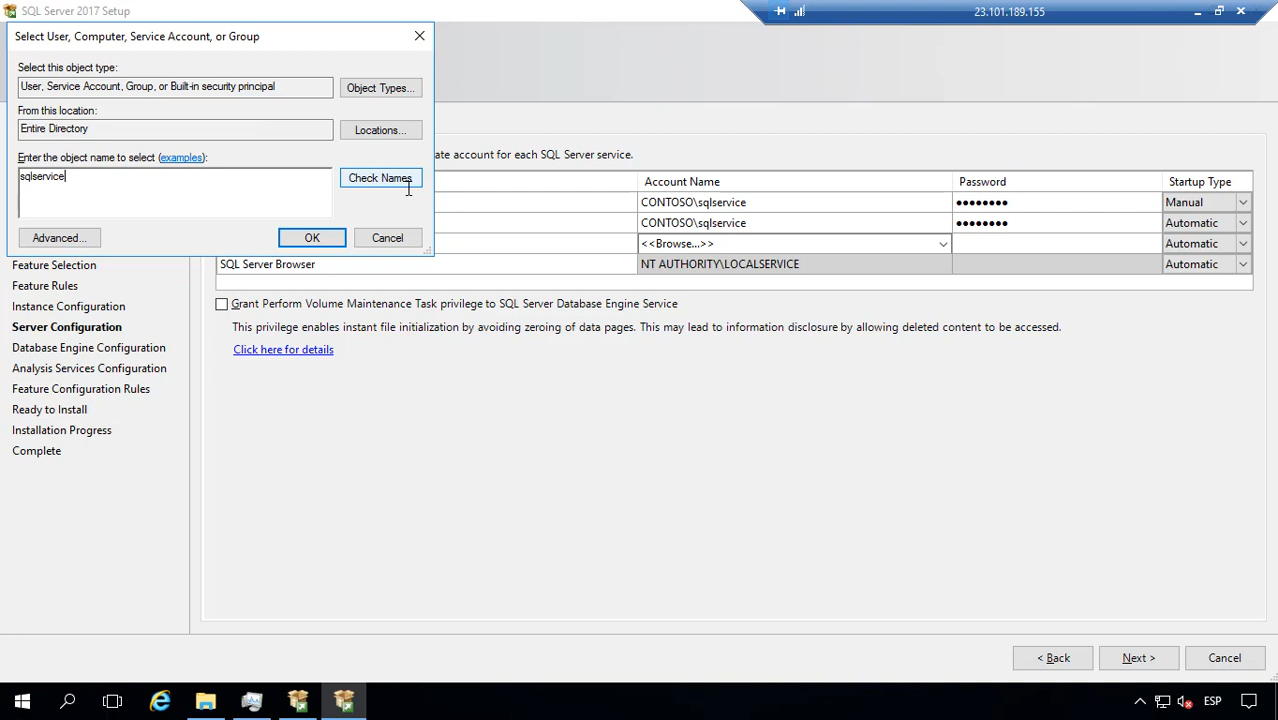 SQL Server 2017 Setup
23.101.189.155
Select User, Computer, Service Account, or Group
Select this object type:
User, Service Account, Group, or Built-in security principal
Object Types...
From this location:
Entire Directory
Locations...
Enter the object name to select (examples):
sqlservice
Check Names
Advanced...
OK
Cancel
ate account for each SQL Server service.
Account Name
Password
Startup Type
CONTOSO\sqlservice
●●●●●●●●
Manual
CONTOSO\sqlservice
●●●●●●●●
Automatic
<<Browse...>>
Automatic
SQL Server Browser
NT AUTHORITY\LOCALSERVICE
Automatic
Feature Selection
Feature Rules
Instance Configuration
Server Configuration
Database Engine Configuration
Analysis Services Configuration
Feature Configuration Rules
Ready to Install
Installation Progress
Complete
Grant Perform Volume Maintenance Task privilege to SQL Server Database Engine Service
This privilege enables instant file initialization by avoiding zeroing of data pages. This may lead to information disclosure by allowing deleted content to be accessed.
Click here for details
< Back
Next >
Cancel
ESP